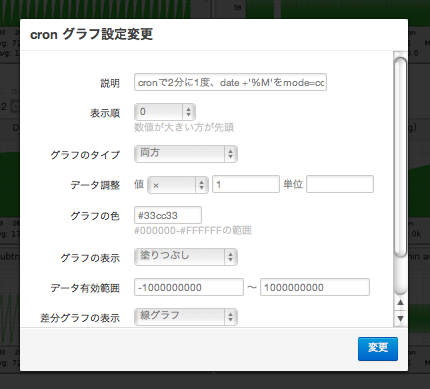 cron グラフ設定変更
説明 cronで2分に1度、date +'%M'をmode=cc
表示順 0
数値が大きい方が先頭
グラフのタイプ 両方
データ調整 値 × 1 単位
グラフの色 #33cc33
#000000-#FFFFFFの範囲
グラフの表示 塗りつぶし
データ有効範囲 -1000000000 ～ 1000000000
差分グラフの表示 線グラフ
変更